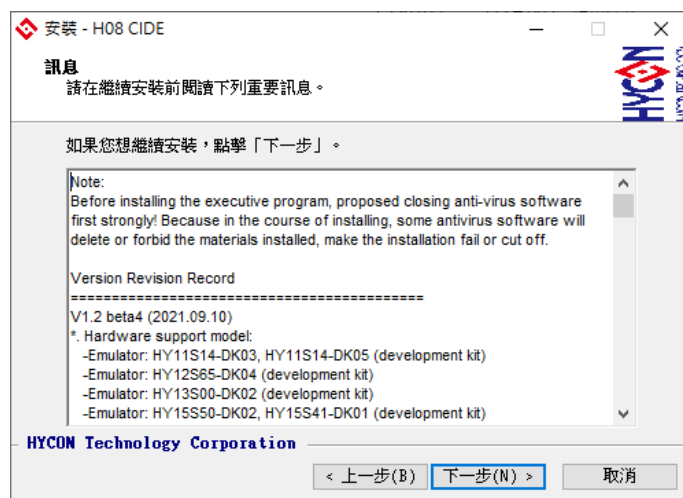 安裝 - H08 CIDE
訊息
請在繼續安裝前閱讀下列重要訊息。
HYCON
如果您想繼續安裝，點擊「下一步」。
Note:
Before installing the executive program, proposed closing anti-virus software
first strongly! Because in the course of installing, some antivirus software will
delete or forbid the materials installed, make the installation fail or cut off.
Version Revision Record
===========================================
V1.2 beta4 (2021.09.10)
*. Hardware support model:
-Emulator: HY11S14-DK03, HY11S14-DK05 (development kit)
-Emulator: HY12S65-DK04 (development kit)
-Emulator: HY13S00-DK02 (development kit)
-Emulator: HY15S50-DK02, HY15S41-DK01 (development kit)
HYCON Technology Corporation
< 上一步(B)
下一步(N) >
取消